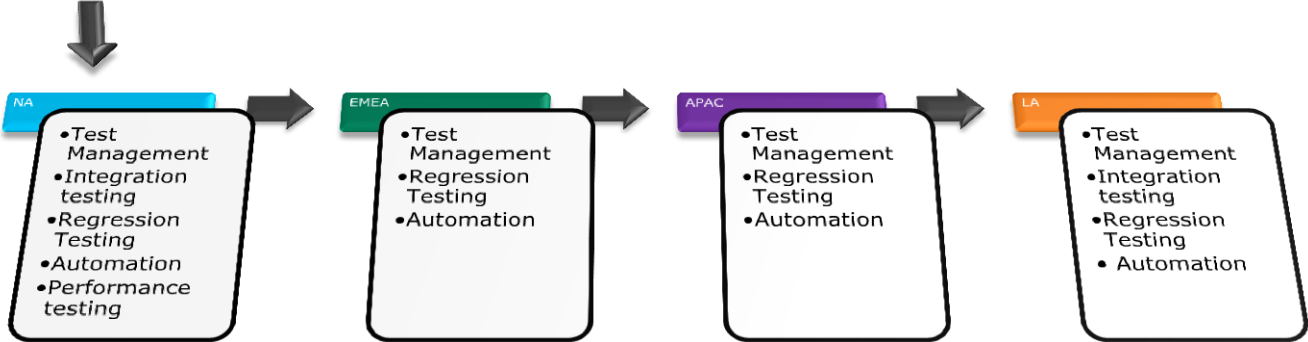 NA
•Test
Management
•Integration
testing
•Regression
Testing
•Automation
•Performance
testing
EMEA
•Test
Management
•Regression
Testing
•Automation
APAC
•Test
Management
•Regression
Testing
•Automation
LA
•Test
Management
•Integration
testing
•Regression
Testing
• Automation